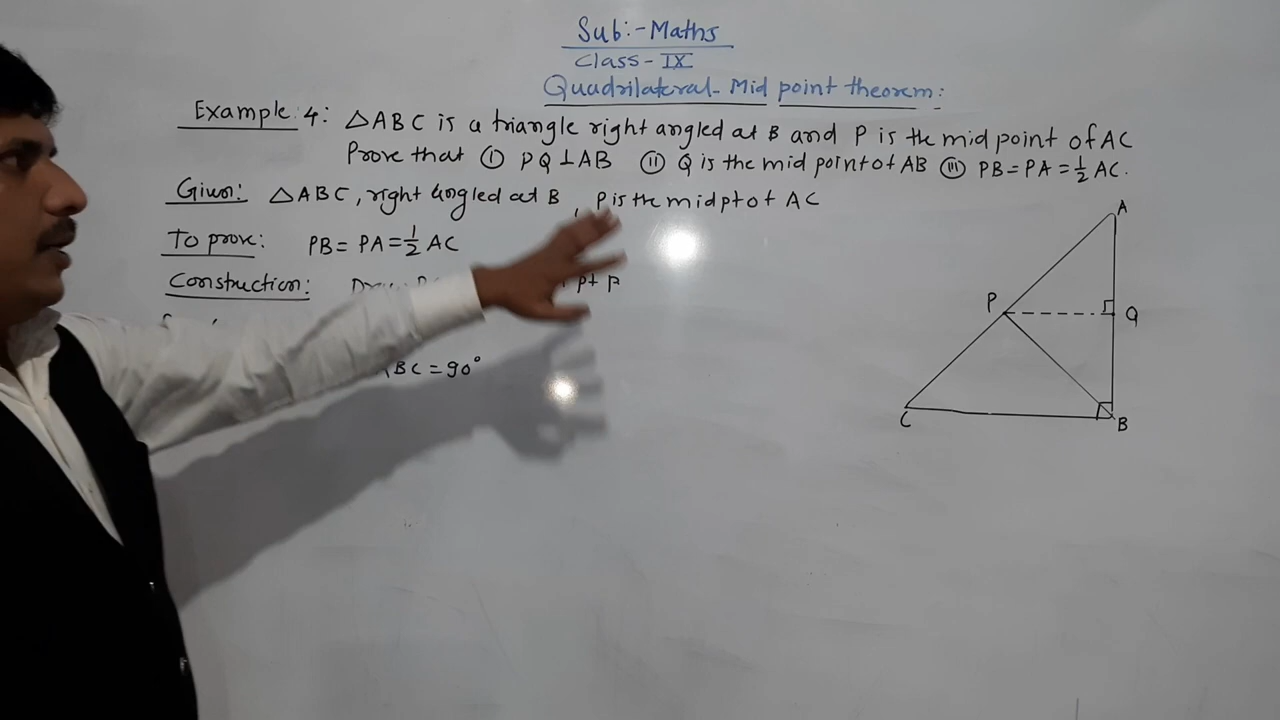 Sub:- Maths
Class- IX
Quadrilateral- Mid point theorem:
Example 4: △ABC is a triangle right angled at B and P is the mid point of AC
Prove that (i) PQ⊥AB (ii) Q is the mid point of AB (iii) PB=PA=1/2 AC.
Given: △ABC, right angled at B, P is the mid pt of AC
To prove: PB= PA=1/2 AC
Construction: pt P
BC = 90°
A
P
Q
C
B